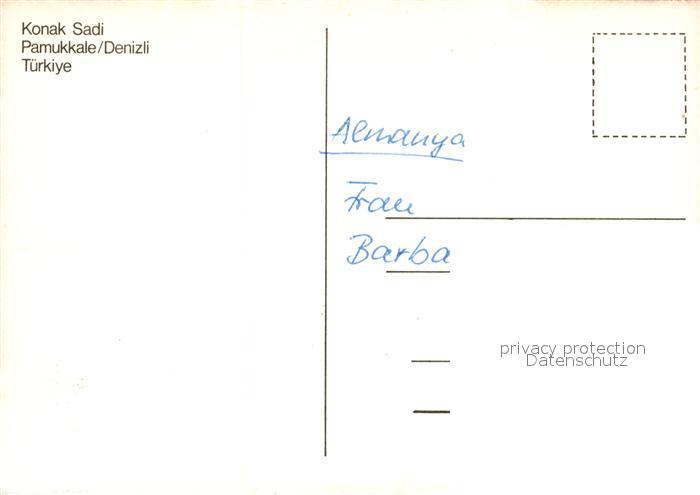 Konak Sadi
Pamukkale/Denizli
Türkiye
Almanya
Frau
Barba
privacy protection
Datenschutz